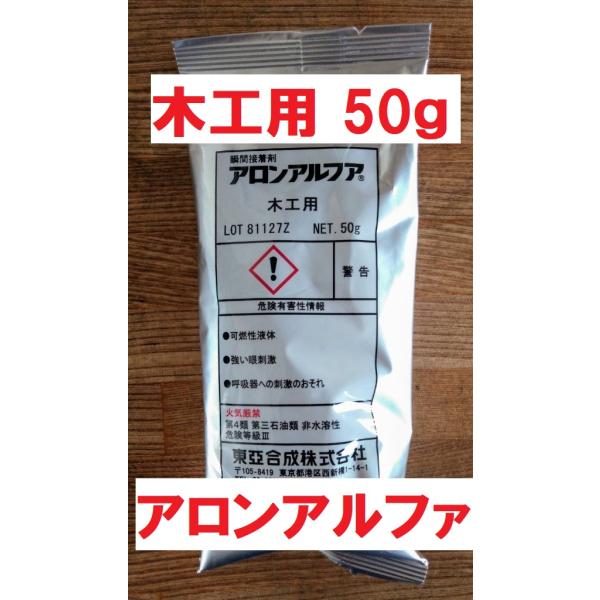 木工用 50g
瞬間接着剤
アロンアルファ®
木工用
LOT 81127Z NET.50g
警告
危険有害性情報
●可燃性液体
●強い眼刺激
●呼吸器への刺激のおそれ
火気厳禁
第4類 第三石油類 非水溶性
危険等級Ⅲ
東亞合成株式会社
〒105-8419 東京都港区西新橋1-14-1
アロンアルファ